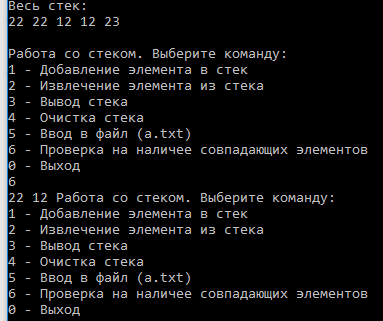 Весь стек:
22 22 12 12 23
Работа со стеком. Выберите команду:
1 - Добавление элемента в стек
2 - Извлечение элемента из стека
3 - Вывод стека
4 - Очистка стека
5 - Ввод в файл (a.txt)
6 - Проверка на наличее совпадающих элементов
0 - Выход
6
22 12 Работа со стеком. Выберите команду:
1 - Добавление элемента в стек
2 - Извлечение элемента из стека
3 - Вывод стека
4 - Очистка стека
5 - Ввод в файл (a.txt)
6 - Проверка на наличее совпадающих элементов
0 - Выход